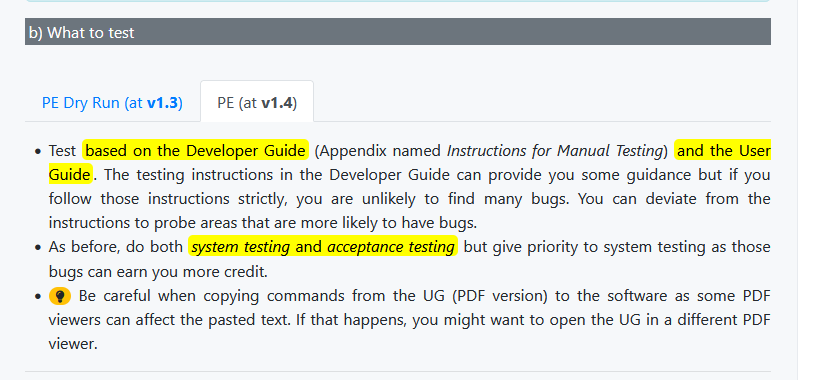 b) What to test
PE Dry Run (at v1.3)
PE (at v1.4)
• Test based on the Developer Guide (Appendix named Instructions for Manual Testing) and the User
Guide. The testing instructions in the Developer Guide can provide you some guidance but if you
follow those instructions strictly, you are unlikely to find many bugs. You can deviate from the
instructions to probe areas that are more likely to have bugs.
• As before, do both system testing and acceptance testing but give priority to system testing as those
bugs can earn you more credit.
• Be careful when copying commands from the UG (PDF version) to the software as some PDF
viewers can affect the pasted text. If that happens, you might want to open the UG in a different PDF
viewer.